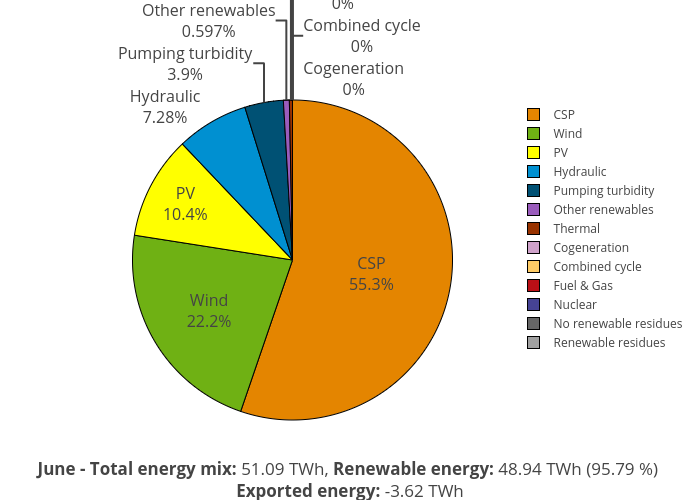 0%
Other renewables
0.597%
Combined cycle
0%
Pumping turbidity
3.9%
Cogeneration
0%
Hydraulic
7.28%
PV
10.4%
CSP
55.3%
Wind
22.2%
CSP
Wind
PV
Hydraulic
Pumping turbidity
Other renewables
Thermal
Cogeneration
Combined cycle
Fuel & Gas
Nuclear
No renewable residues
Renewable residues
June - Total energy mix: 51.09 TWh, Renewable energy: 48.94 TWh (95.79 %)
Exported energy: -3.62 TWh